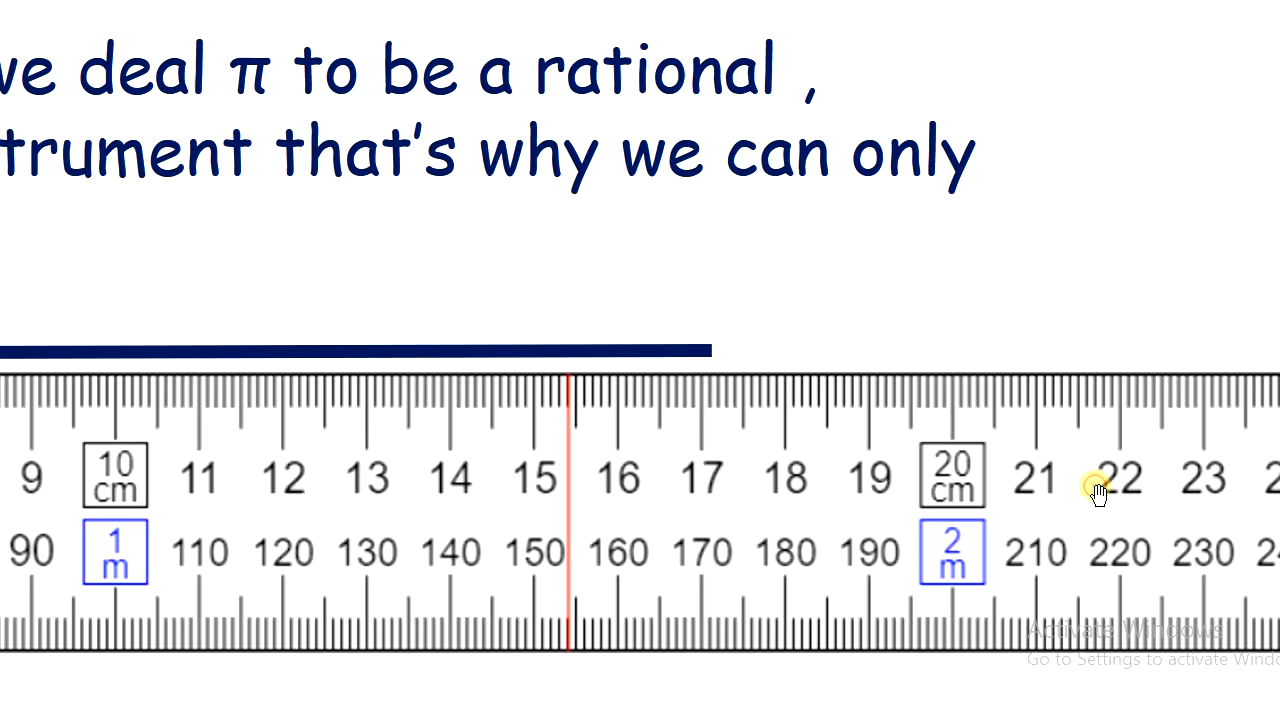 we deal π to be a rational ,
trument that's why we can only
9 10 cm 11 12 13 14 15 16 17 18 19 20 cm 21 22 23
90 1 m 110 120 130 140 150 160 170 180 190 2 m 210 220 230
Activate Windows
Go to Settings to activate Windo